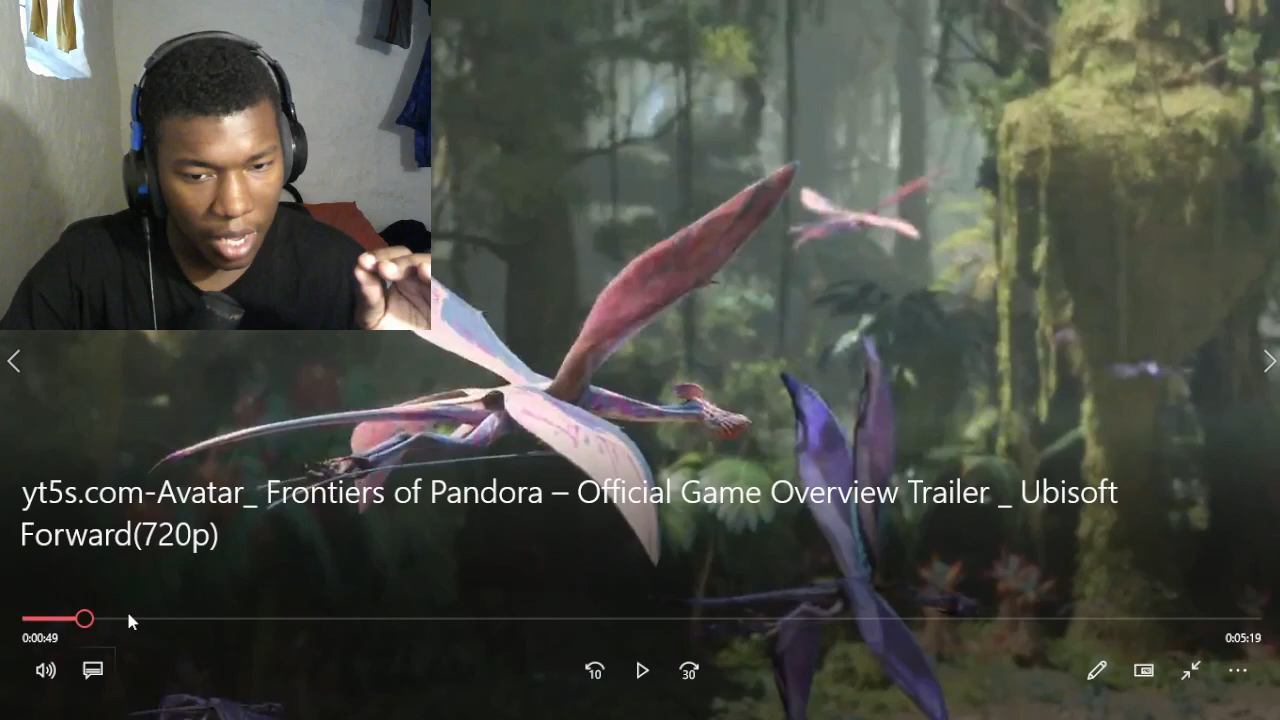 yt5s.com-Avatar_ Frontiers of Pandora – Official Game Overview Trailer _ Ubisoft
Forward(720p)
0:00:49
0:05:19
10
30